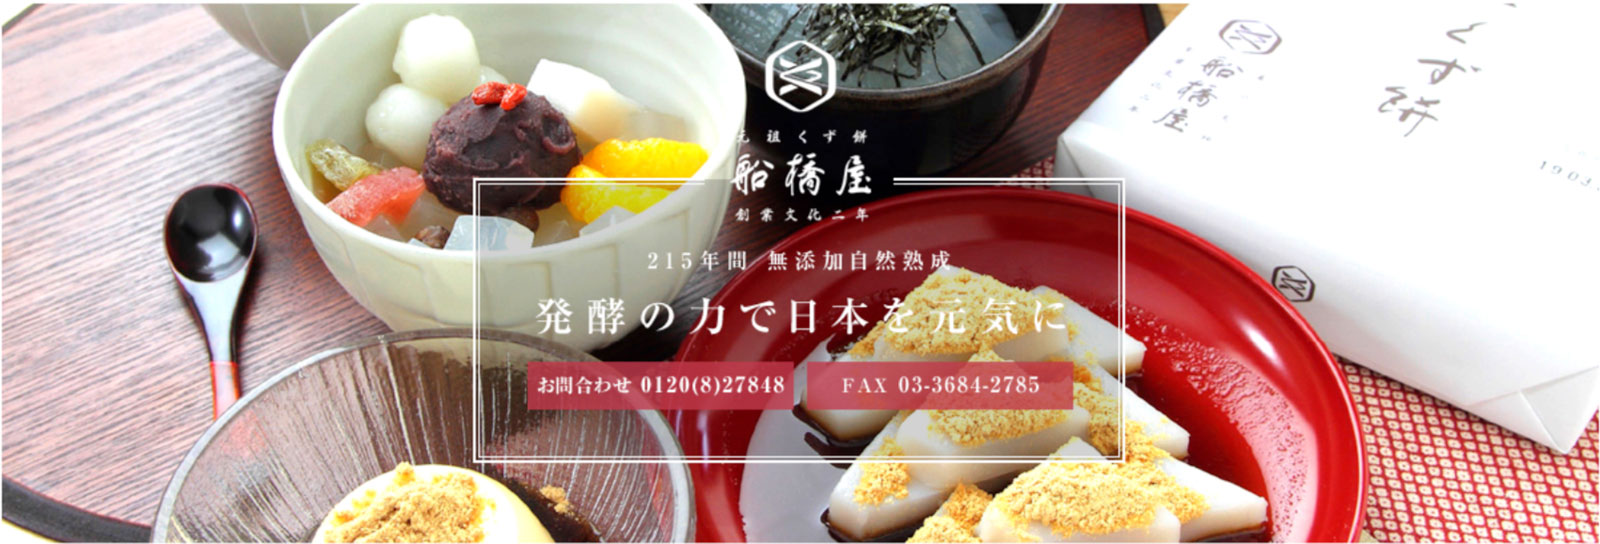 元祖くず餅
船橋屋
創業文化二年
215年間 無添加自然熟成
発酵の力で日本を元気に
お問合わせ 0120(8)27848
FAX 03-3684-2785
くず餅
船橋屋